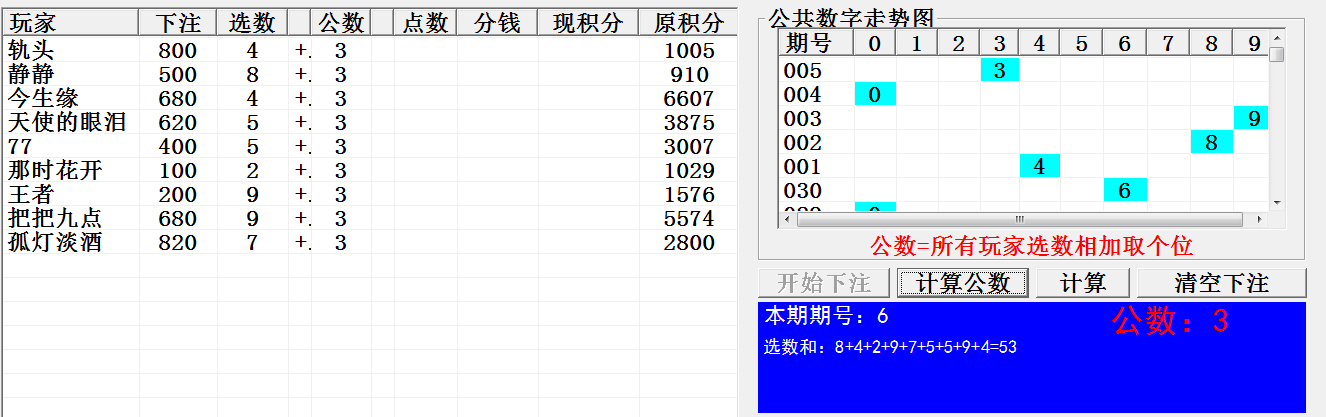 玩家 下注 选数 公数 点数 分钱 现积分 原积分
轨头 800 4 +. 3 1005
静静 500 8 +. 3 910
今生缘 680 4 +. 3 6607
天使的眼泪 620 5 +. 3 3875
77 400 5 +. 3 3007
那时花开 100 2 +. 3 1029
王者 200 9 +. 3 1576
把把九点 680 9 +. 3 5574
孤灯淡酒 820 7 +. 3 2800
公共数字走势图
期号 0 1 2 3 4 5 6 7 8 9
005 3
004 0
003 9
002 8
001 4
030 6
公数=所有玩家选数相加取个位
开始下注 计算公数 计算 清空下注
本期期号：6 公数：3
选数和：8+4+2+9+7+5+5+9+4=53